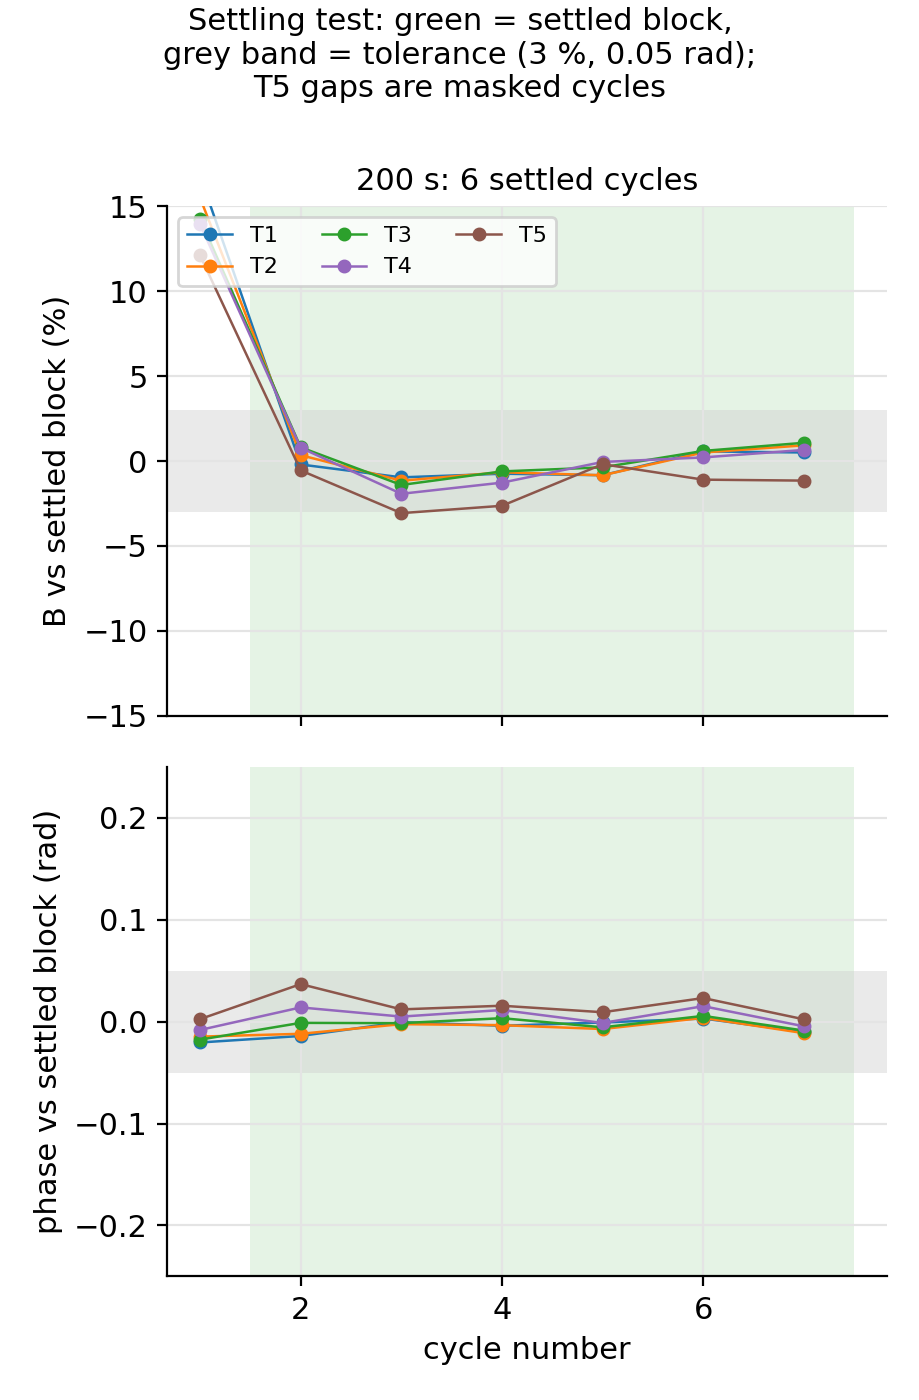 Settling test: green = settled block,
grey band = tolerance (3 %, 0.05 rad);
T5 gaps are masked cycles
200 s: 6 settled cycles
15
10
5
0
−5
−10
−15
B vs settled block (%)
T1
T2
T3
T4
T5
0.2
0.1
0.0
−0.1
−0.2
phase vs settled block (rad)
2
4
6
cycle number